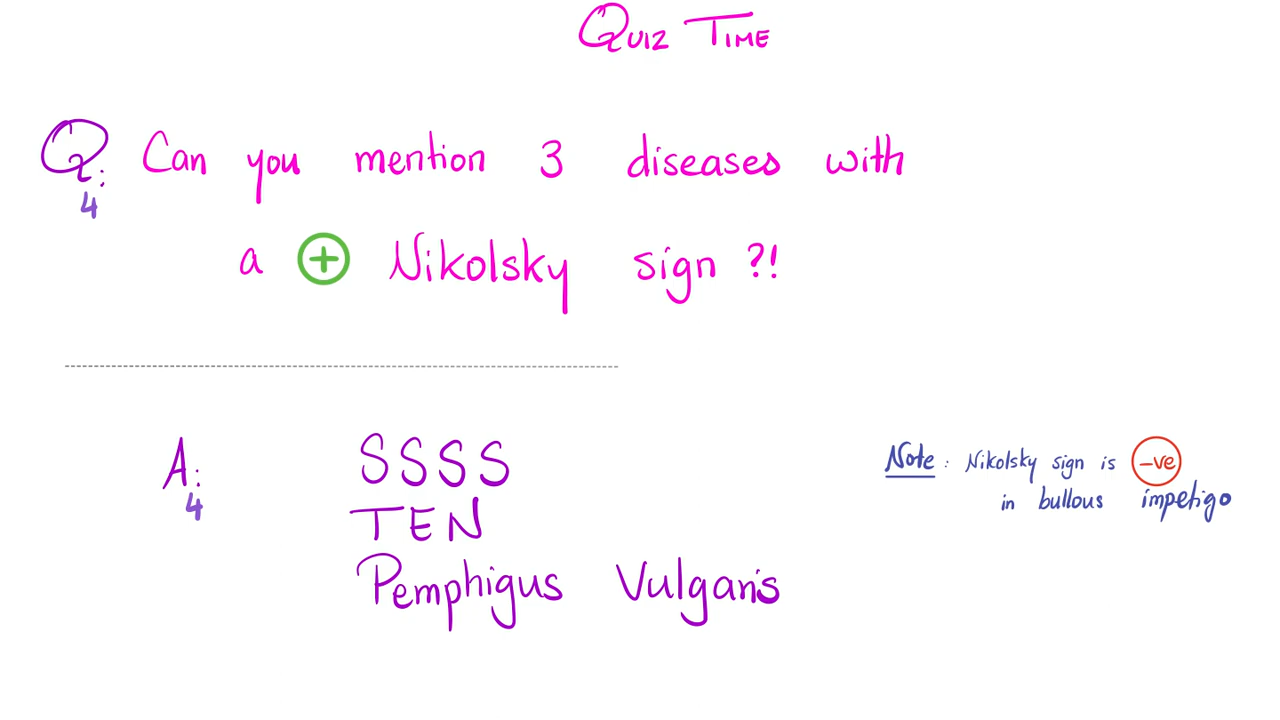 QUIZ TIME
Q: Can you mention 3 diseases with
4
a + Nikolsky sign ?!
A: SSSS
4
TEN
Pemphigus Vulgaris
Note : Nikolsky sign is -ve
in bullous impetigo